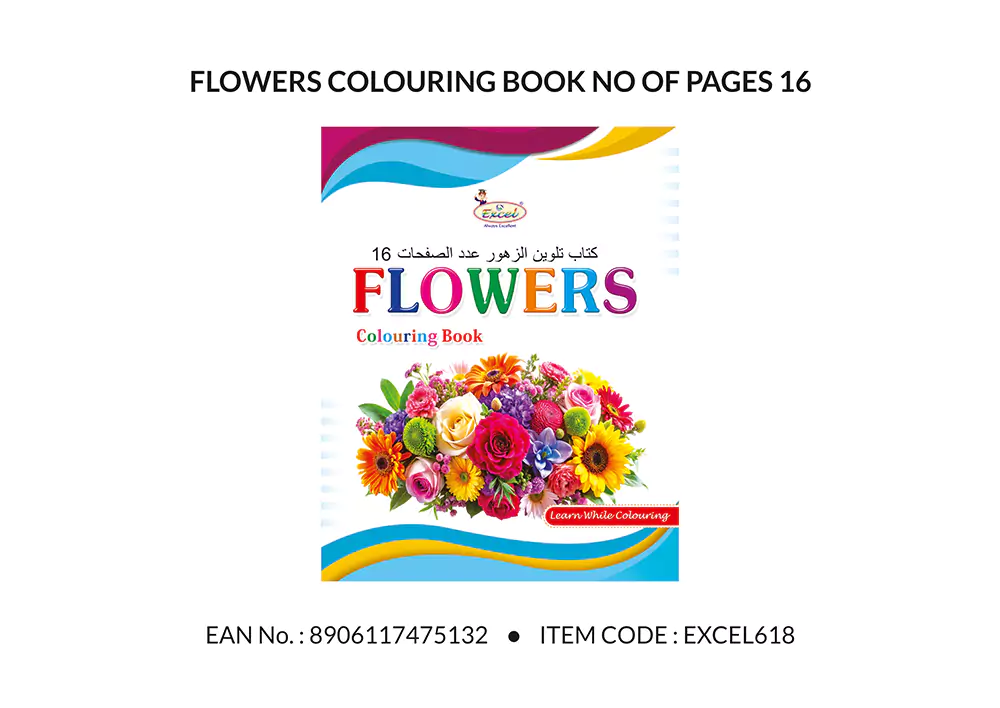 FLOWERS COLOURING BOOK NO OF PAGES 16
Excel
Always Excellent
كتاب تلوين الزهور عدد الصفحات 16
FLOWERS
Colouring Book
Learn While Colouring
EAN No. : 8906117475132 ● ITEM CODE : EXCEL618